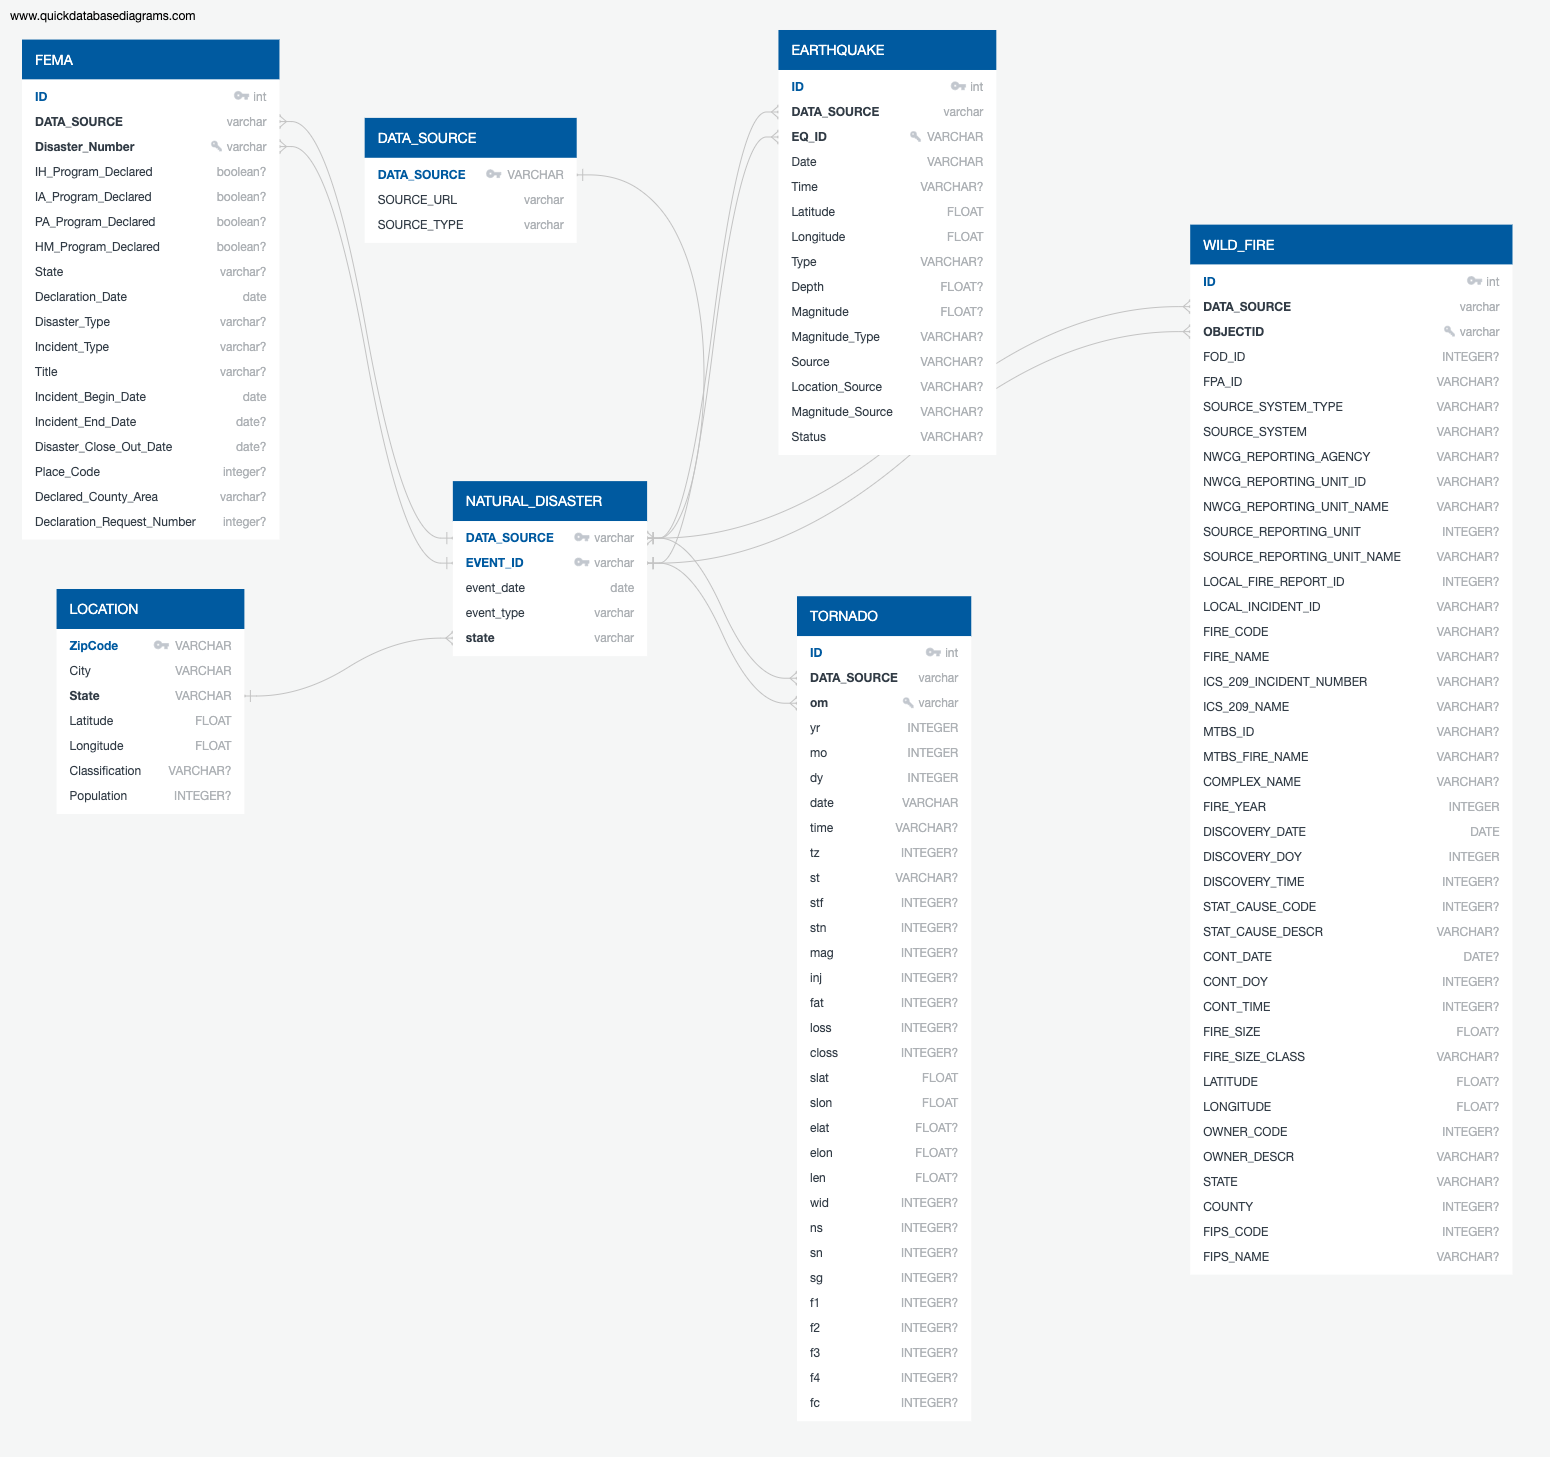 www.quickdatabasediagrams.com
FEMA
ID int
DATA_SOURCE varchar
Disaster_Number varchar
IH_Program_Declared boolean?
IA_Program_Declared boolean?
PA_Program_Declared boolean?
HM_Program_Declared boolean?
State varchar?
Declaration_Date date
Disaster_Type varchar?
Incident_Type varchar?
Title varchar?
Incident_Begin_Date date
Incident_End_Date date?
Disaster_Close_Out_Date date?
Place_Code integer?
Declared_County_Area varchar?
Declaration_Request_Number integer?
DATA_SOURCE
DATA_SOURCE VARCHAR
SOURCE_URL varchar
SOURCE_TYPE varchar
EARTHQUAKE
ID int
DATA_SOURCE varchar
EQ_ID VARCHAR
Date VARCHAR
Time VARCHAR?
Latitude FLOAT
Longitude FLOAT
Type VARCHAR?
Depth FLOAT?
Magnitude FLOAT?
Magnitude_Type VARCHAR?
Source VARCHAR?
Location_Source VARCHAR?
Magnitude_Source VARCHAR?
Status VARCHAR?
WILD_FIRE
ID int
DATA_SOURCE varchar
OBJECTID varchar
FOD_ID INTEGER?
FPA_ID VARCHAR?
SOURCE_SYSTEM_TYPE VARCHAR?
SOURCE_SYSTEM VARCHAR?
NWCG_REPORTING_AGENCY VARCHAR?
NWCG_REPORTING_UNIT_ID VARCHAR?
NWCG_REPORTING_UNIT_NAME VARCHAR?
SOURCE_REPORTING_UNIT INTEGER?
SOURCE_REPORTING_UNIT_NAME VARCHAR?
LOCAL_FIRE_REPORT_ID INTEGER?
LOCAL_INCIDENT_ID VARCHAR?
FIRE_CODE VARCHAR?
FIRE_NAME VARCHAR?
ICS_209_INCIDENT_NUMBER VARCHAR?
ICS_209_NAME VARCHAR?
MTBS_ID VARCHAR?
MTBS_FIRE_NAME VARCHAR?
COMPLEX_NAME VARCHAR?
FIRE_YEAR INTEGER
DISCOVERY_DATE DATE
DISCOVERY_DOY INTEGER
DISCOVERY_TIME INTEGER?
STAT_CAUSE_CODE INTEGER?
STAT_CAUSE_DESCR VARCHAR?
CONT_DATE DATE?
CONT_DOY INTEGER?
CONT_TIME INTEGER?
FIRE_SIZE FLOAT?
FIRE_SIZE_CLASS VARCHAR?
LATITUDE FLOAT?
LONGITUDE FLOAT?
OWNER_CODE INTEGER?
OWNER_DESCR VARCHAR?
STATE VARCHAR?
COUNTY INTEGER?
FIPS_CODE INTEGER?
FIPS_NAME VARCHAR?
NATURAL_DISASTER
DATA_SOURCE varchar
EVENT_ID varchar
event_date date
event_type varchar
state varchar
LOCATION
ZipCode VARCHAR
City VARCHAR
State VARCHAR
Latitude FLOAT
Longitude FLOAT
Classification VARCHAR?
Population INTEGER?
TORNADO
ID int
DATA_SOURCE varchar
om varchar
yr INTEGER
mo INTEGER
dy INTEGER
date VARCHAR
time VARCHAR?
tz INTEGER?
st VARCHAR?
stf INTEGER?
stn INTEGER?
mag INTEGER?
inj INTEGER?
fat INTEGER?
loss INTEGER?
closs INTEGER?
slat FLOAT
slon FLOAT
elat FLOAT?
elon FLOAT?
len FLOAT?
wid INTEGER?
ns INTEGER?
sn INTEGER?
sg INTEGER?
f1 INTEGER?
f2 INTEGER?
f3 INTEGER?
f4 INTEGER?
fc INTEGER?